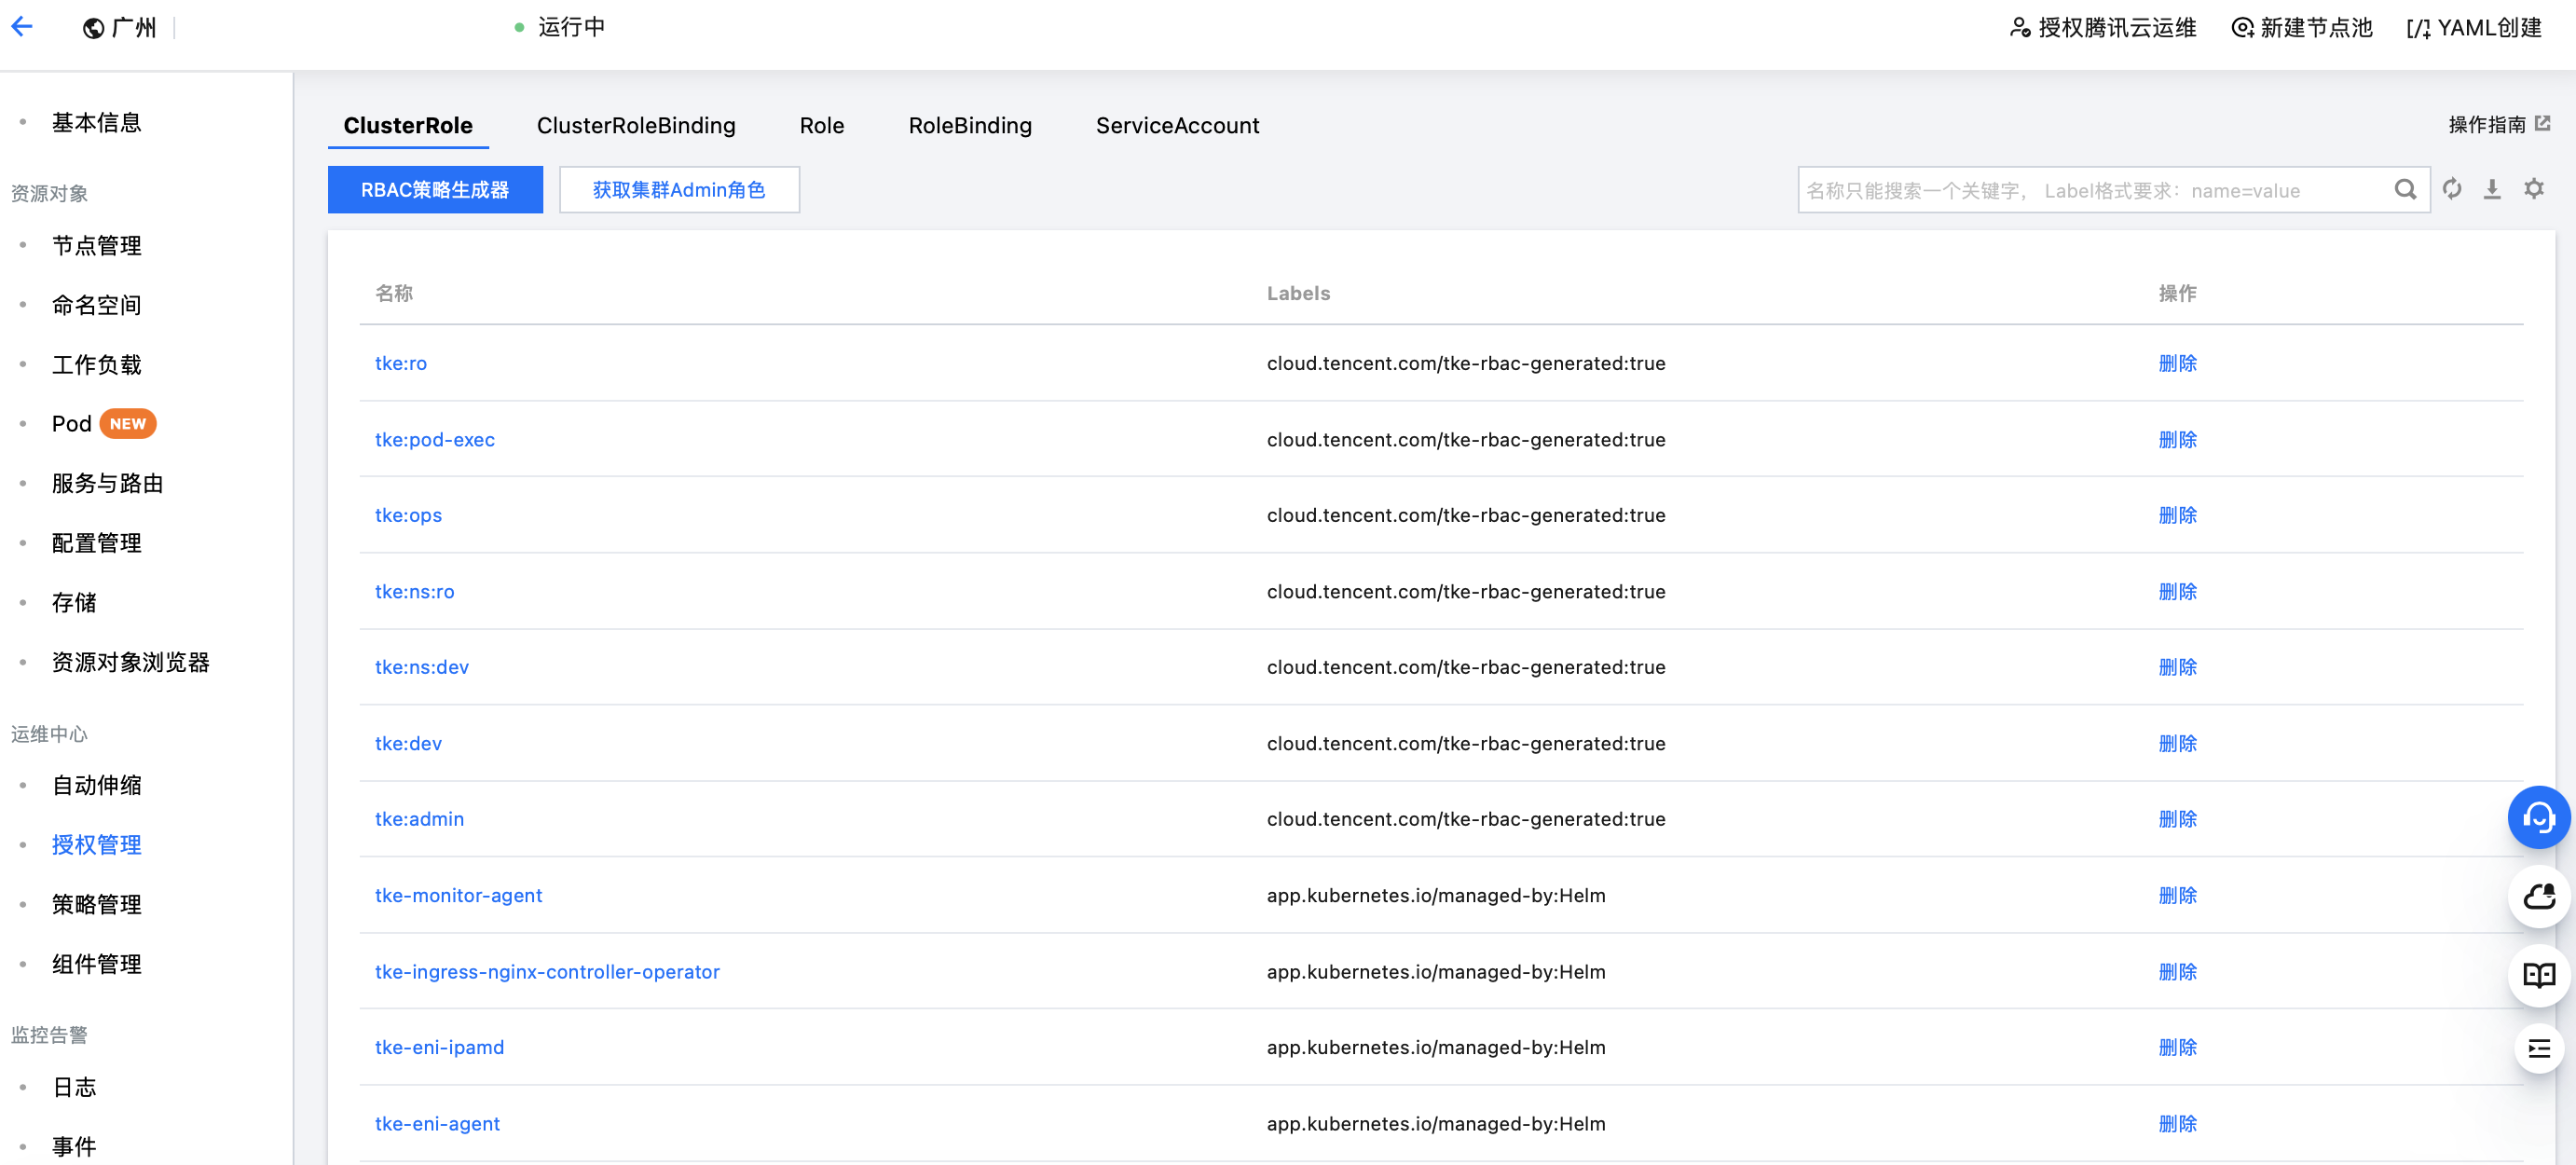 广州
运行中
授权腾讯云运维
新建节点池
YAML创建
基本信息
资源对象
节点管理
命名空间
工作负载
Pod NEW
服务与路由
配置管理
存储
资源对象浏览器
运维中心
自动伸缩
授权管理
策略管理
组件管理
监控告警
日志
事件
ClusterRole ClusterRoleBinding Role RoleBinding ServiceAccount
操作指南
RBAC策略生成器 获取集群Admin角色
名称只能搜索一个关键字， Label格式要求：name=value
名称 Labels 操作
tke:ro cloud.tencent.com/tke-rbac-generated:true 删除
tke:pod-exec cloud.tencent.com/tke-rbac-generated:true 删除
tke:ops cloud.tencent.com/tke-rbac-generated:true 删除
tke:ns:ro cloud.tencent.com/tke-rbac-generated:true 删除
tke:ns:dev cloud.tencent.com/tke-rbac-generated:true 删除
tke:dev cloud.tencent.com/tke-rbac-generated:true 删除
tke:admin cloud.tencent.com/tke-rbac-generated:true 删除
tke-monitor-agent app.kubernetes.io/managed-by:Helm 删除
tke-ingress-nginx-controller-operator app.kubernetes.io/managed-by:Helm 删除
tke-eni-ipamd app.kubernetes.io/managed-by:Helm 删除
tke-eni-agent app.kubernetes.io/managed-by:Helm 删除